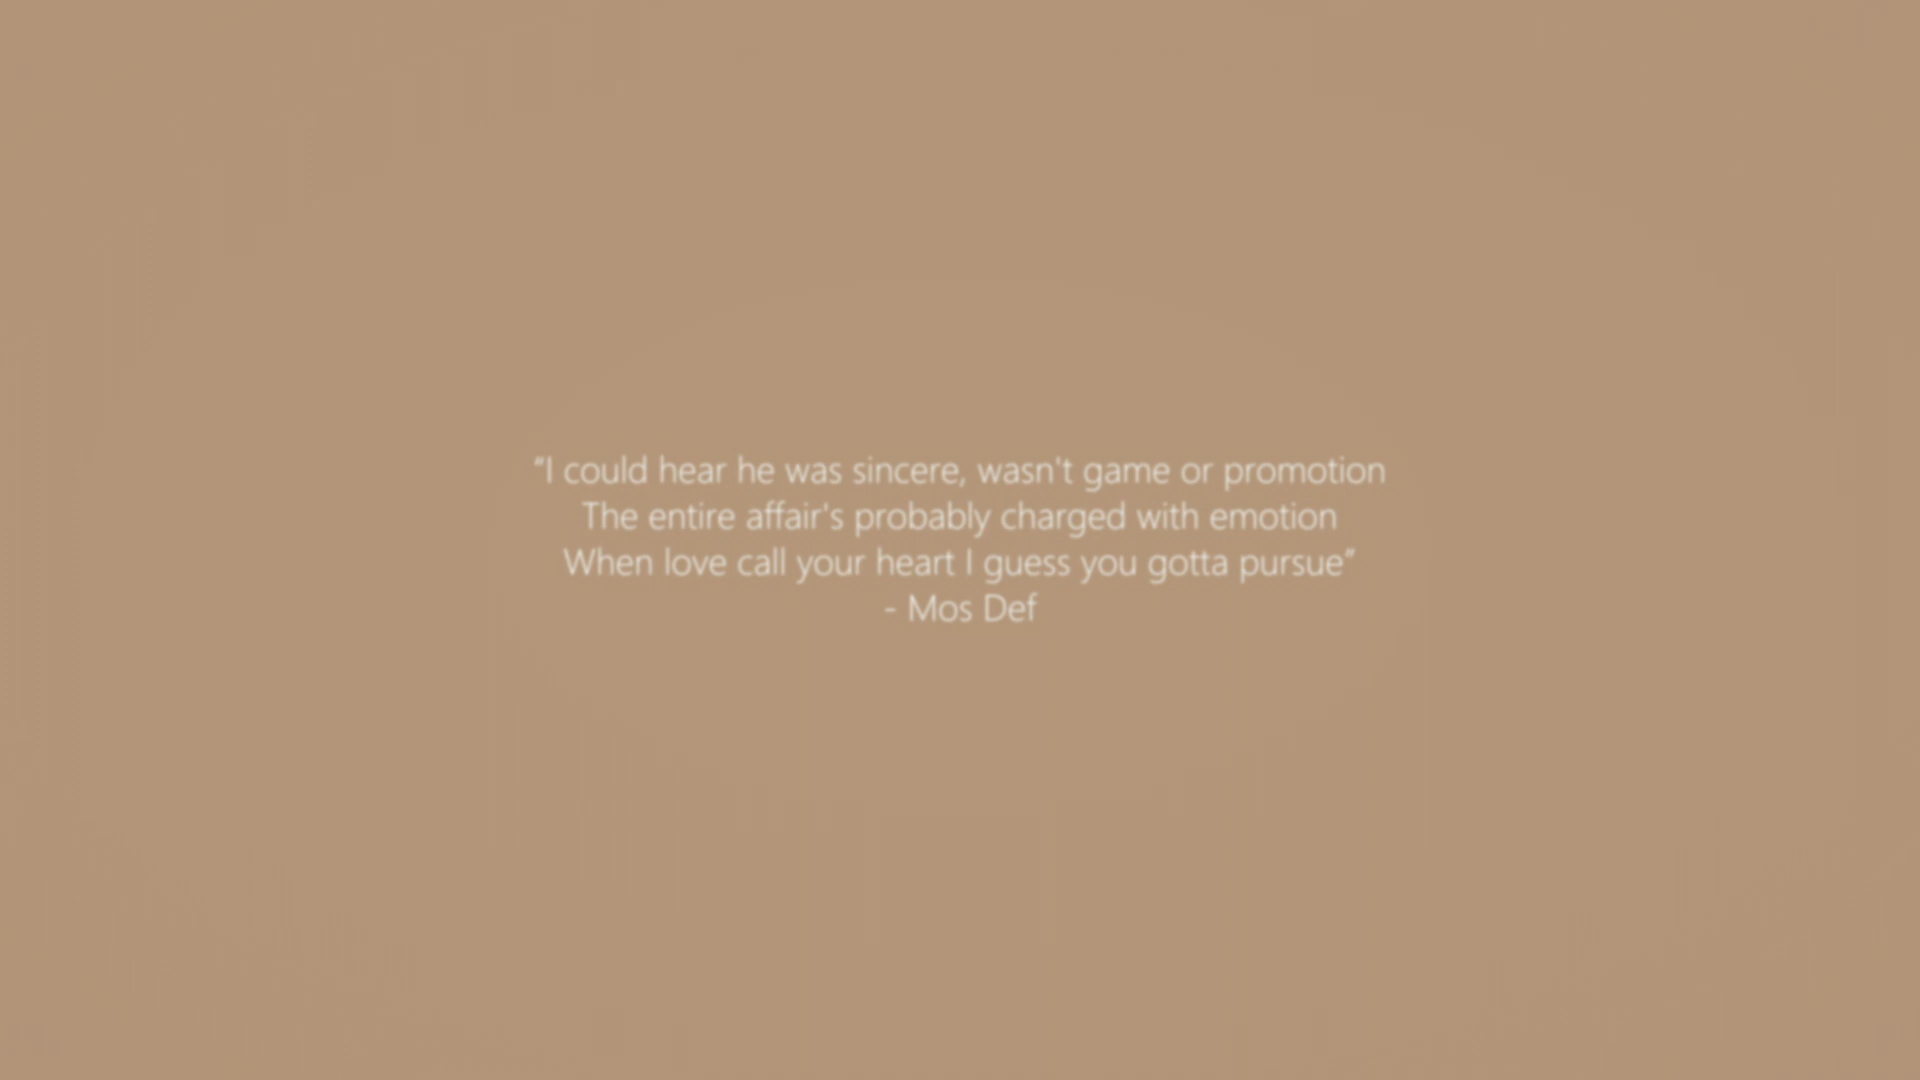 “I could hear he was sincere, wasn't game or promotion
The entire affair's probably charged with emotion
When love call your heart I guess you gotta pursue”
- Mos Def